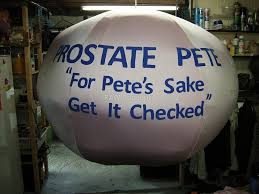 PROSTATE PETE
“For Pete's Sake
Get It Checked”